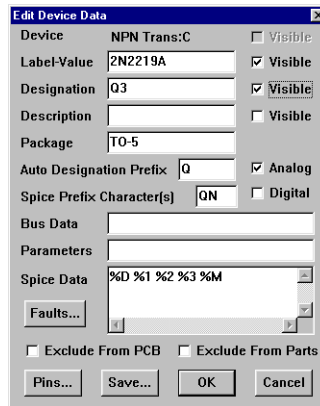 Edit Device Data
Device NPN Trans:C Visible
Label-Value 2N2219A Visible
Designation Q3 Visible
Description Visible
Package TO-5
Auto Designation Prefix Q Analog
Spice Prefix Character(s) QN Digital
Bus Data
Parameters
Spice Data %D %1 %2 %3 %M
Faults...
Exclude From PCB Exclude From Parts
Pins... Save... OK Cancel